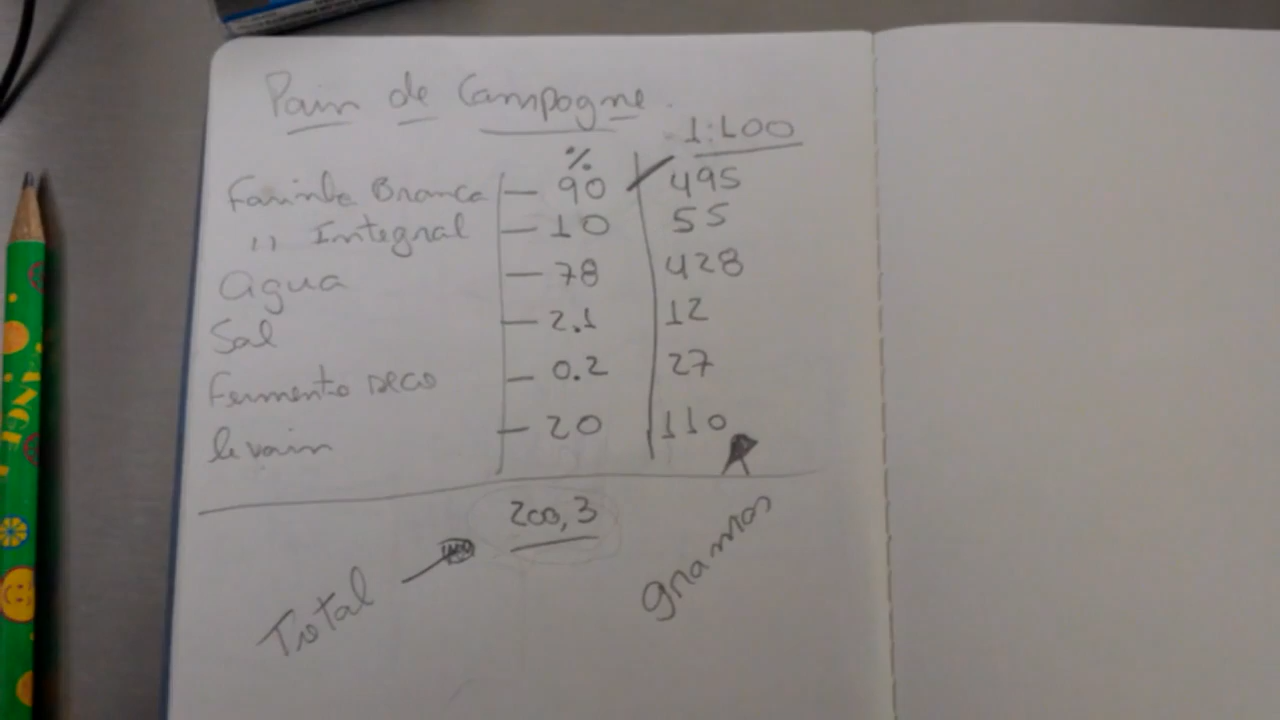 Pain de Campogne.
% 1:100
Farinha Branca — 90 495
,, Integral — 10 55
agua — 78 428
Sal — 2.1 12
Fermento seco — 0.2 27
levain — 20 110
200,3
Total
gramas